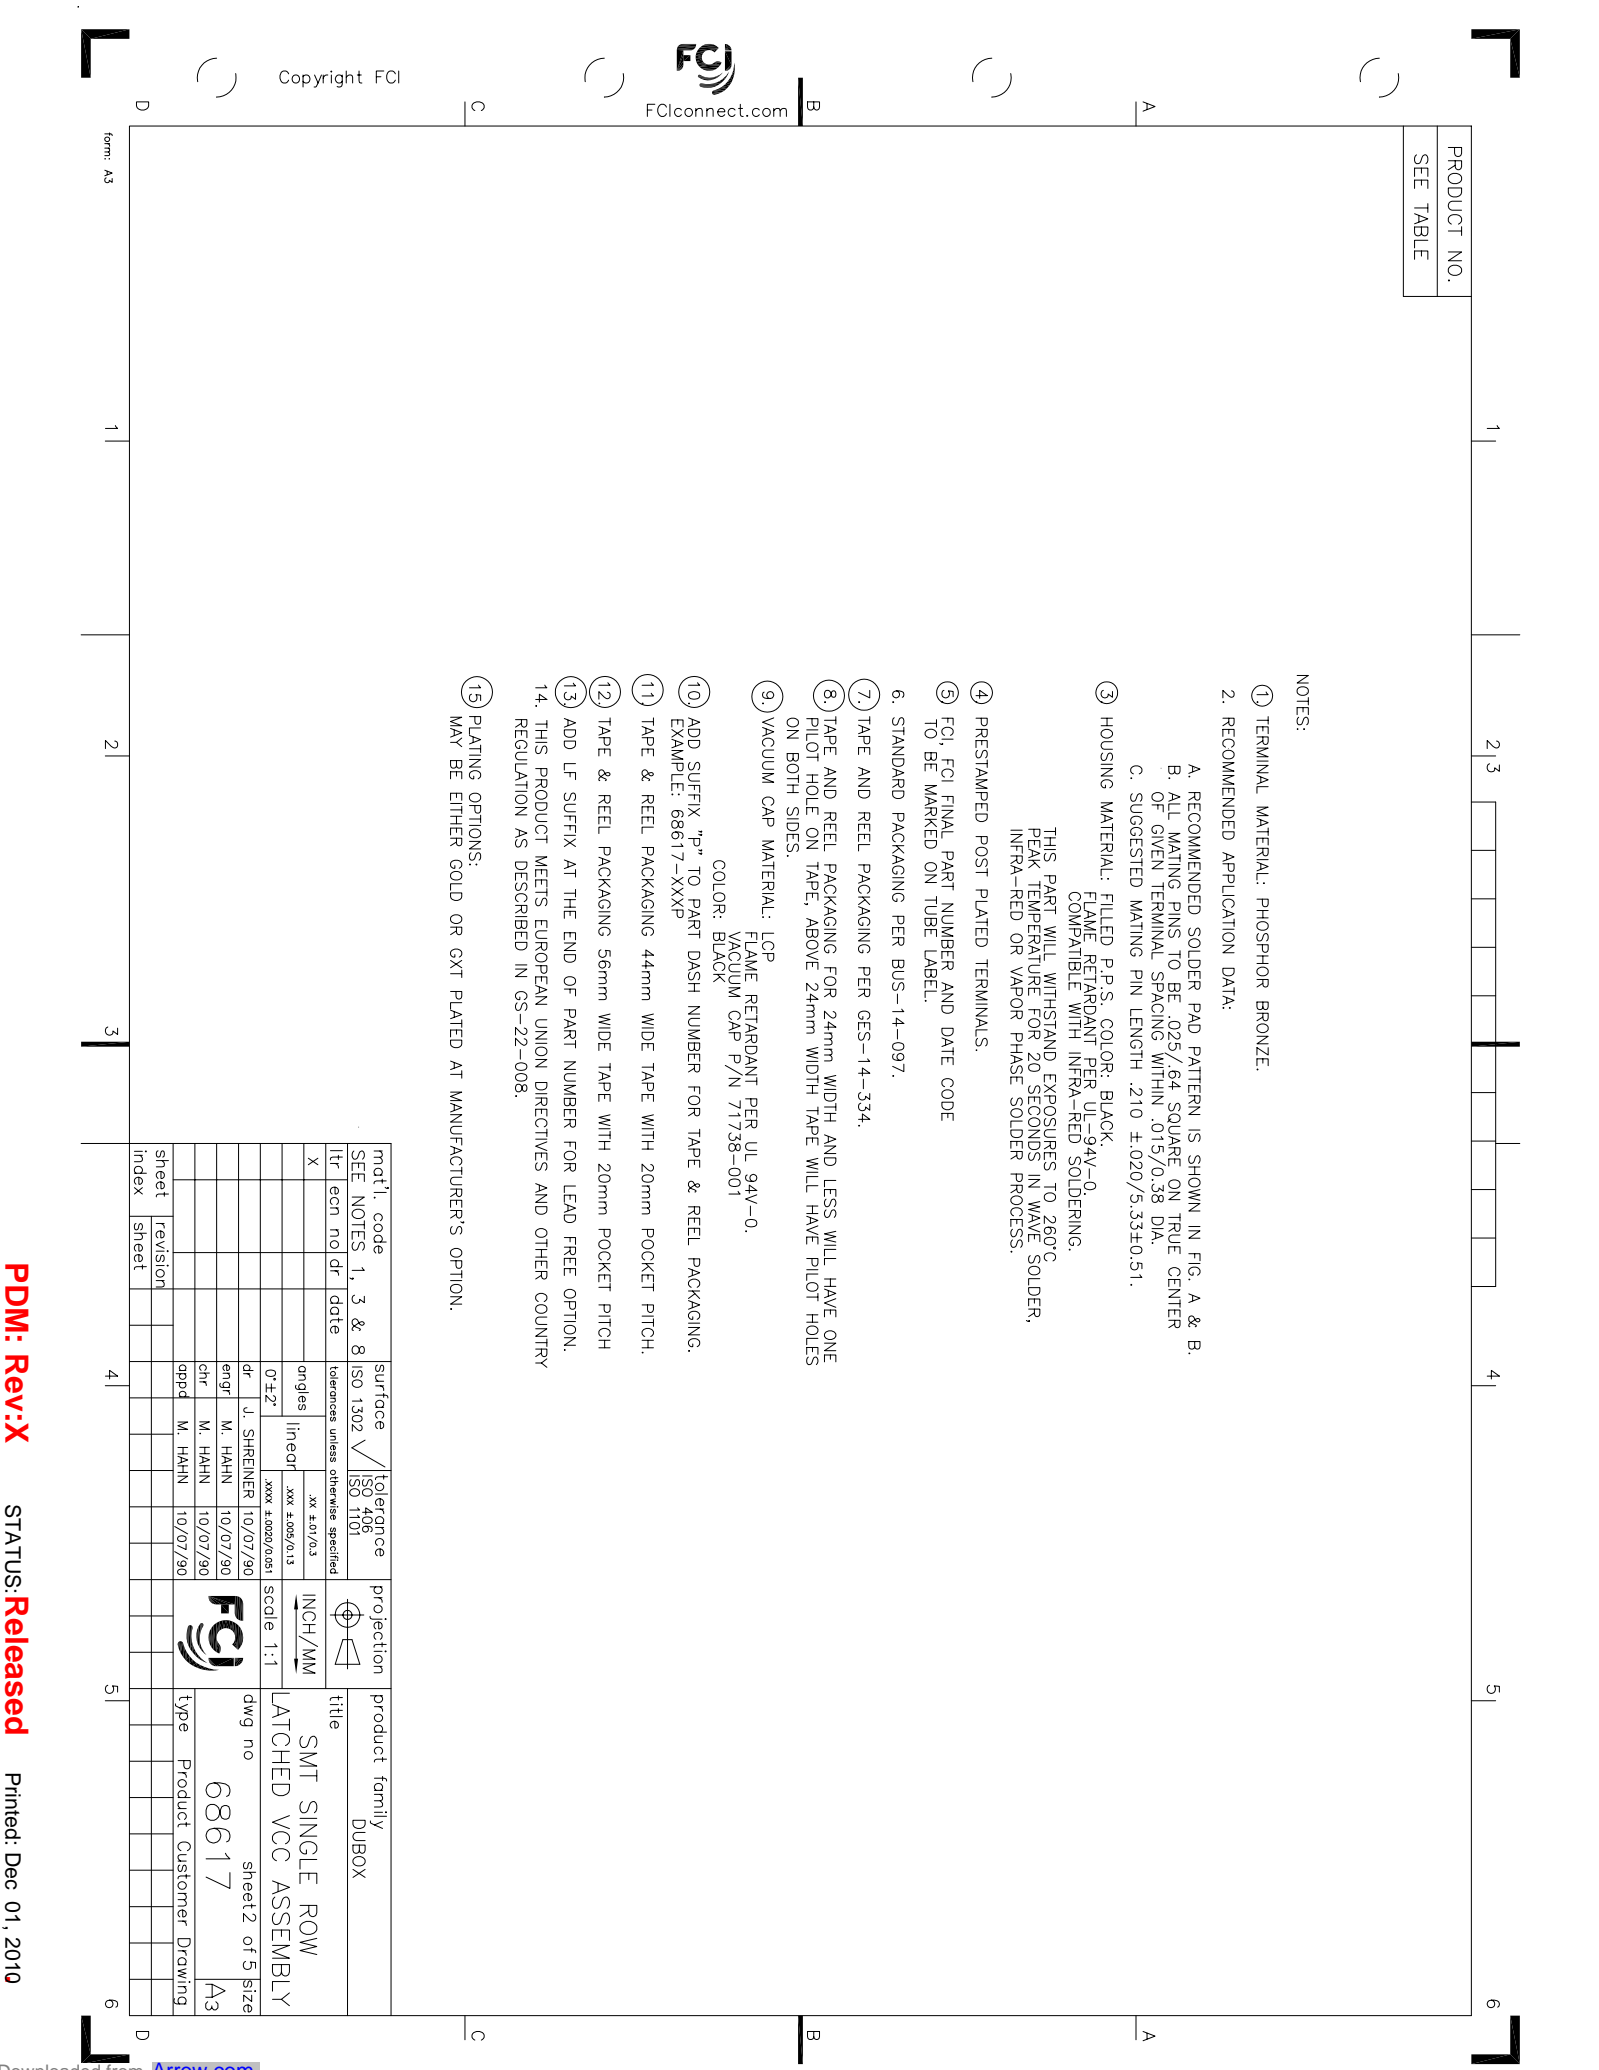 Copyright FCI
FCI
FCIconnect.com
form: A3
PRODUCT NO.
SEE TABLE
1
2
3
4
5
6
D
C
B
A
1
2
3
4
5
6
D
C
B
A
NOTES:
1. TERMINAL MATERIAL: PHOSPHOR BRONZE.
2. RECOMMENDED APPLICATION DATA:
A. RECOMMENDED SOLDER PAD PATTERN IS SHOWN IN FIG. A & B.
B. ALL MATING PINS TO BE .025/.64 SQUARE ON TRUE CENTER
OF GIVEN TERMINAL SPACING WITHIN .015/0.38 DIA.
C. SUGGESTED MATING PIN LENGTH .210 ±.020/5.33±0.51.
3 HOUSING MATERIAL: FILLED P.P.S. COLOR: BLACK.
FLAME RETARDANT PER UL-94V-0.
COMPATIBLE WITH INFRA-RED SOLDERING.
THIS PART WILL WITHSTAND EXPOSURES TO 260°C
PEAK TEMPERATURE FOR 20 SECONDS IN WAVE SOLDER,
INFRA-RED OR VAPOR PHASE SOLDER PROCESS.
4 PRESTAMPED POST PLATED TERMINALS.
5 FCI, FCI FINAL PART NUMBER AND DATE CODE
TO BE MARKED ON TUBE LABEL.
6. STANDARD PACKAGING PER BUS-14-097.
7. TAPE AND REEL PACKAGING PER GES-14-334.
8. TAPE AND REEL PACKAGING FOR 24mm WIDTH AND LESS WILL HAVE ONE
PILOT HOLE ON TAPE, ABOVE 24mm WIDTH TAPE WILL HAVE PILOT HOLES
ON BOTH SIDES.
9. VACUUM CAP MATERIAL: LCP
FLAME RETARDANT PER UL 94V-0.
VACUUM CAP P/N 71738-001
COLOR: BLACK
10. ADD SUFFIX "P" TO PART DASH NUMBER FOR TAPE & REEL PACKAGING.
EXAMPLE: 68617-XXXP
11. TAPE & REEL PACKAGING 44mm WIDE TAPE WITH 20mm POCKET PITCH.
12. TAPE & REEL PACKAGING 56mm WIDE TAPE WITH 20mm POCKET PITCH
13. ADD LF SUFFIX AT THE END OF PART NUMBER FOR LEAD FREE OPTION.
14. THIS PRODUCT MEETS EUROPEAN UNION DIRECTIVES AND OTHER COUNTRY
REGULATION AS DESCRIBED IN GS-22-008.
15 PLATING OPTIONS:
MAY BE EITHER GOLD OR GXT PLATED AT MANUFACTURER'S OPTION.
mat'l. code
SEE NOTES 1, 3 & 8
surface
ISO 1302
tolerance
ISO 406
ISO 1101
projection
product family
DUBOX
ltr ecn no dr date
X
tolerances unless otherwise specified
angles
0°±2°
linear
.xx ±.01/0.3
.xxx ±.005/0.13
.xxxx ±.0020/0.051
INCH/MM
scale 1:1
title
SMT SINGLE ROW
LATCHED VCC ASSEMBLY
dr J. SHREINER 10/07/90
engr M. HAHN 10/07/90
chr M. HAHN 10/07/90
appd M. HAHN 10/07/90
FCI
dwg no
sheet2 of 5
size
68617
A3
type Product Customer Drawing
sheet index
revision
sheet
PDM: Rev:X STATUS:Released Printed: Dec 01, 2010
Downloaded from Arrow.com.